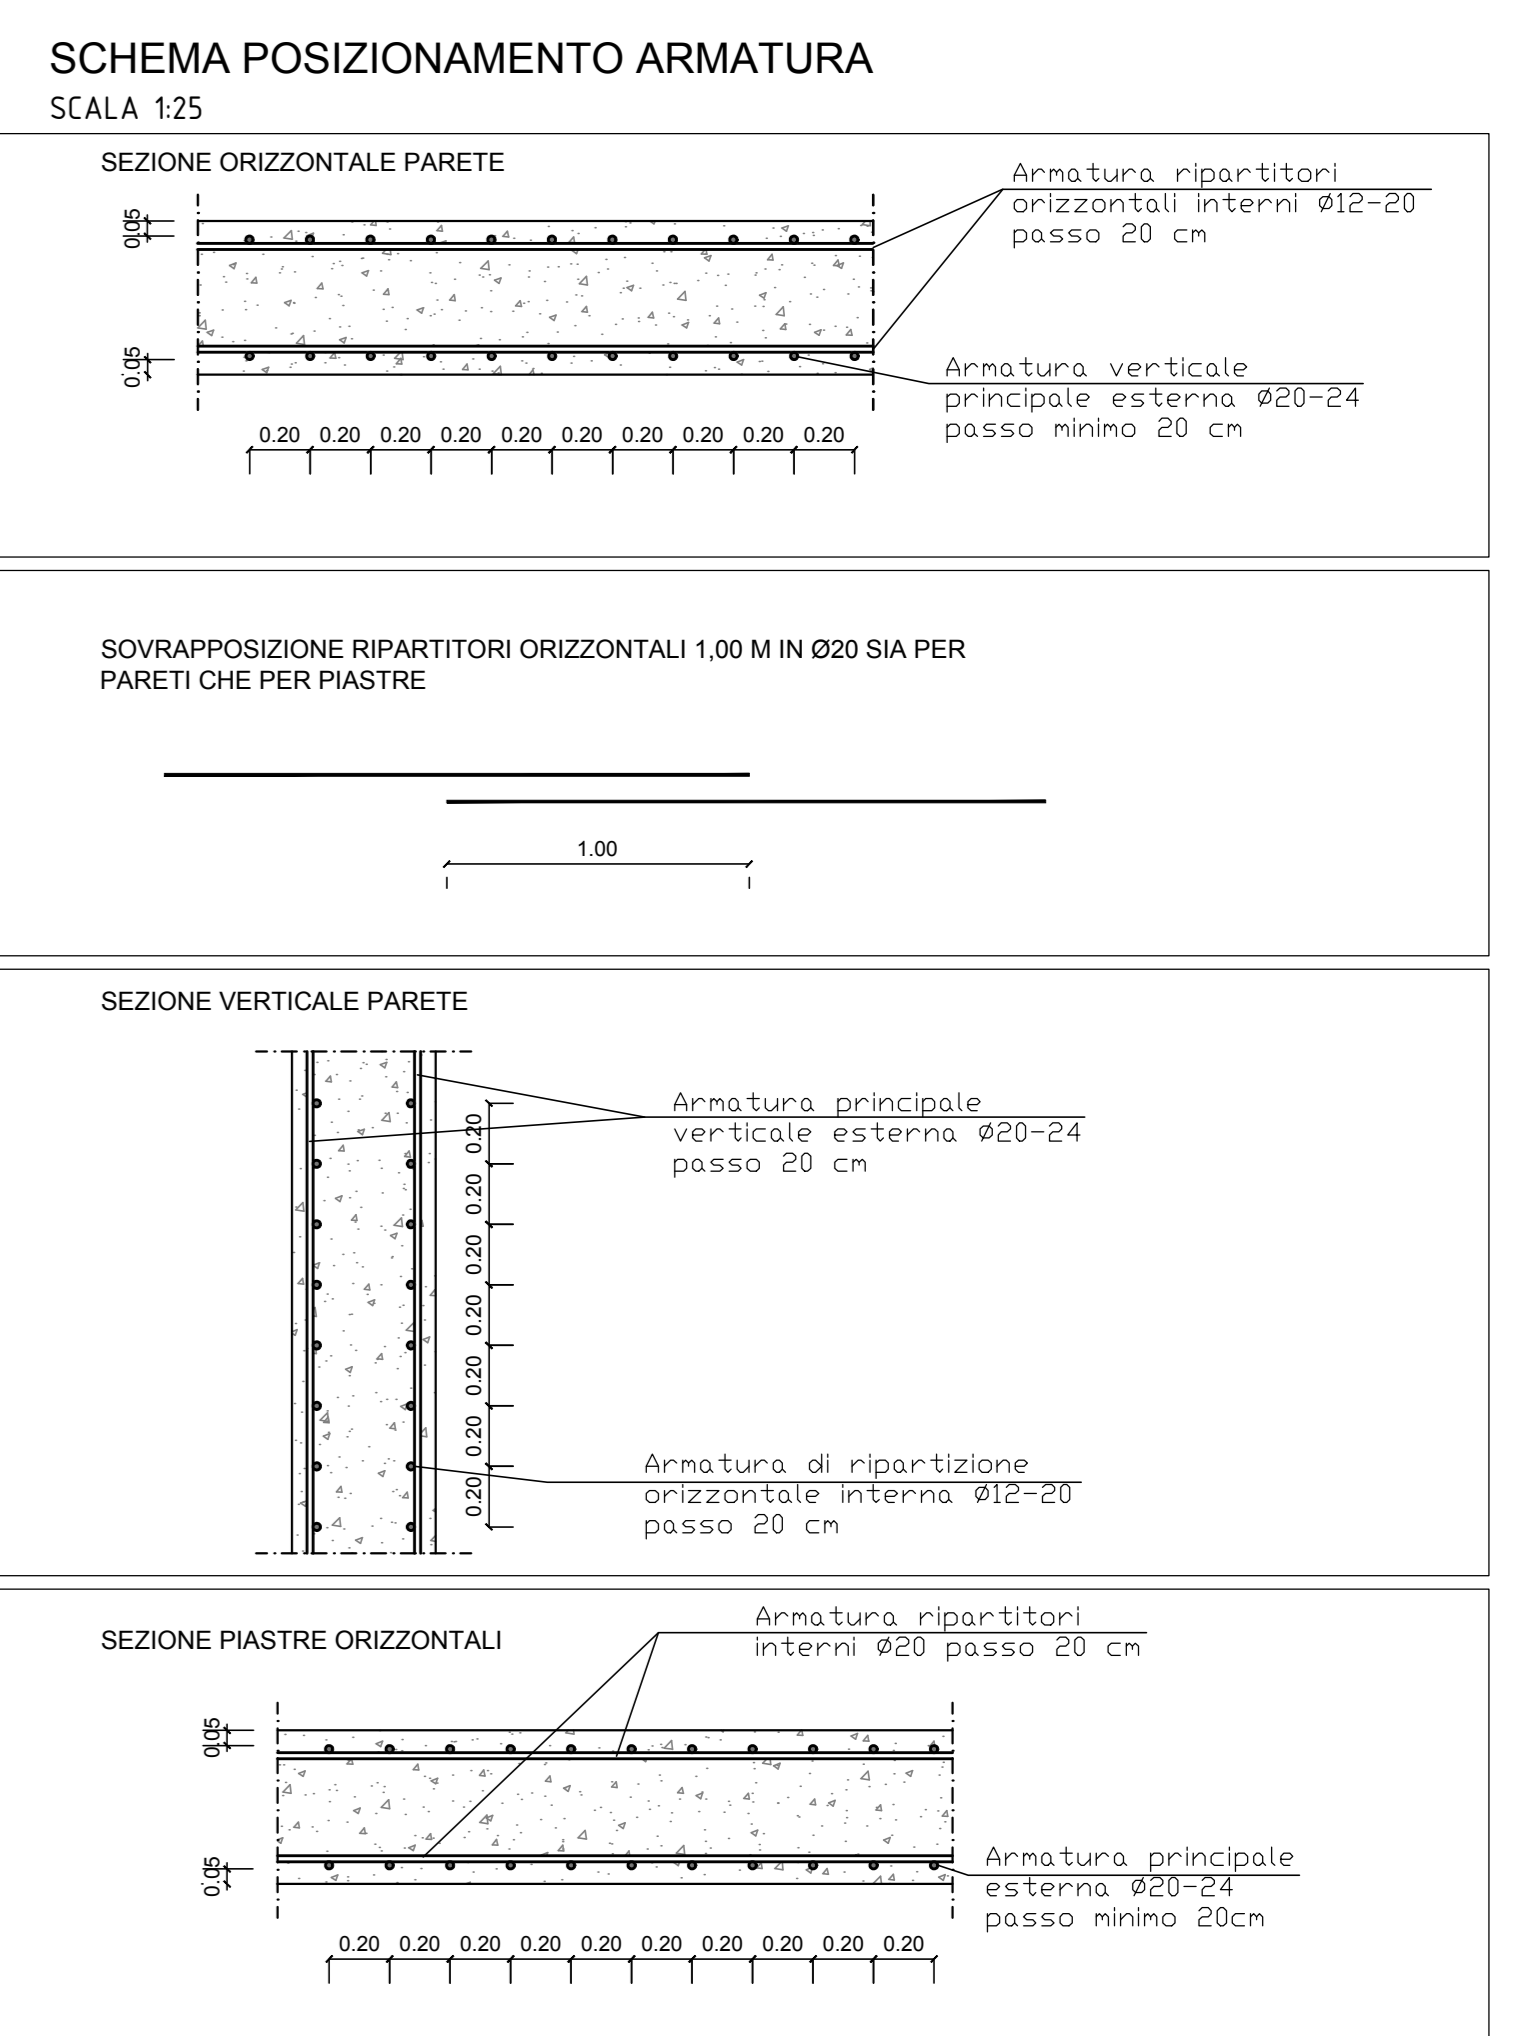 SCHEMA POSIZIONAMENTO ARMATURA
SCALA 1:25
SEZIONE ORIZZONTALE PARETE
Armatura ripartitori
orizzontali interni Ø12-20
passo 20 cm
0.05
0.05
Armatura verticale
principale esterna Ø20-24
passo minimo 20 cm
0.20 0.20 0.20 0.20 0.20 0.20 0.20 0.20 0.20 0.20
SOVRAPPOSIZIONE RIPARTITORI ORIZZONTALI 1,00 M IN Ø20 SIA PER
PARETI CHE PER PIASTRE
1.00
SEZIONE VERTICALE PARETE
Armatura principale
verticale esterna Ø20-24
passo 20 cm
0.20
0.20
0.20
0.20
0.20
0.20
0.20
Armatura di ripartizione
orizzontale interna Ø12-20
passo 20 cm
SEZIONE PIASTRE ORIZZONTALI
Armatura ripartitori
interni Ø20 passo 20 cm
0.05
0.05
Armatura principale
esterna Ø20-24
passo minimo 20cm
0.20 0.20 0.20 0.20 0.20 0.20 0.20 0.20 0.20 0.20